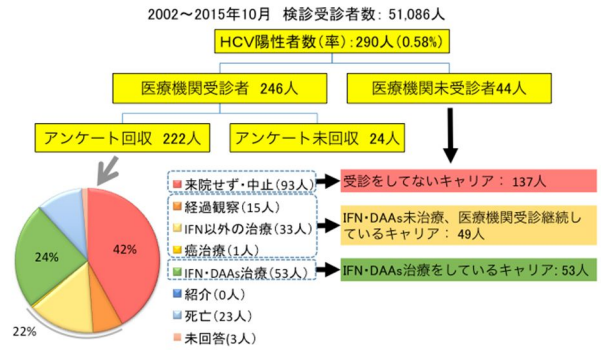 2002～2015年10月　検診受診者数： 51,086人
HCV陽性者数（率）：290人（0.58%）
医療機関受診者　246人
医療機関未受診者44人
アンケート回収　222人
アンケート未回収　24人
来院せず・中止（93人）
経過観察（15人）
IFN以外の治療（33人）
癌治療（1人）
IFN・DAAs治療（53人）
紹介（0人）
死亡（23人）
未回答(3人)
受診をしてないキャリア： 137人
IFN・DAAs未治療、医療機関受診継続し
ているキャリア： 49人
IFN・DAAs治療をしているキャリア: 53人
42%
24%
22%